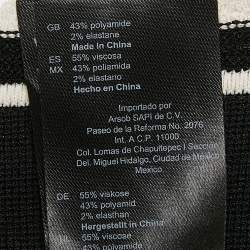 GB 43% polyamide
2% elastane
Made in China
ES 55% viscosa
MX 43% poliamida
2% elastano
Hecho en China
Importado por
Arsob SAPI de C.V.
Paseo de la Reforma No. 2076
Int. A C.P. 11000.
Col. Lomas de Chapultepec I Sección
Del. Miguel Hidalgo, Ciudad de México
DE 55% viskose
43% polyamid
2% elasthan
Hergestellt in China
55% viscose